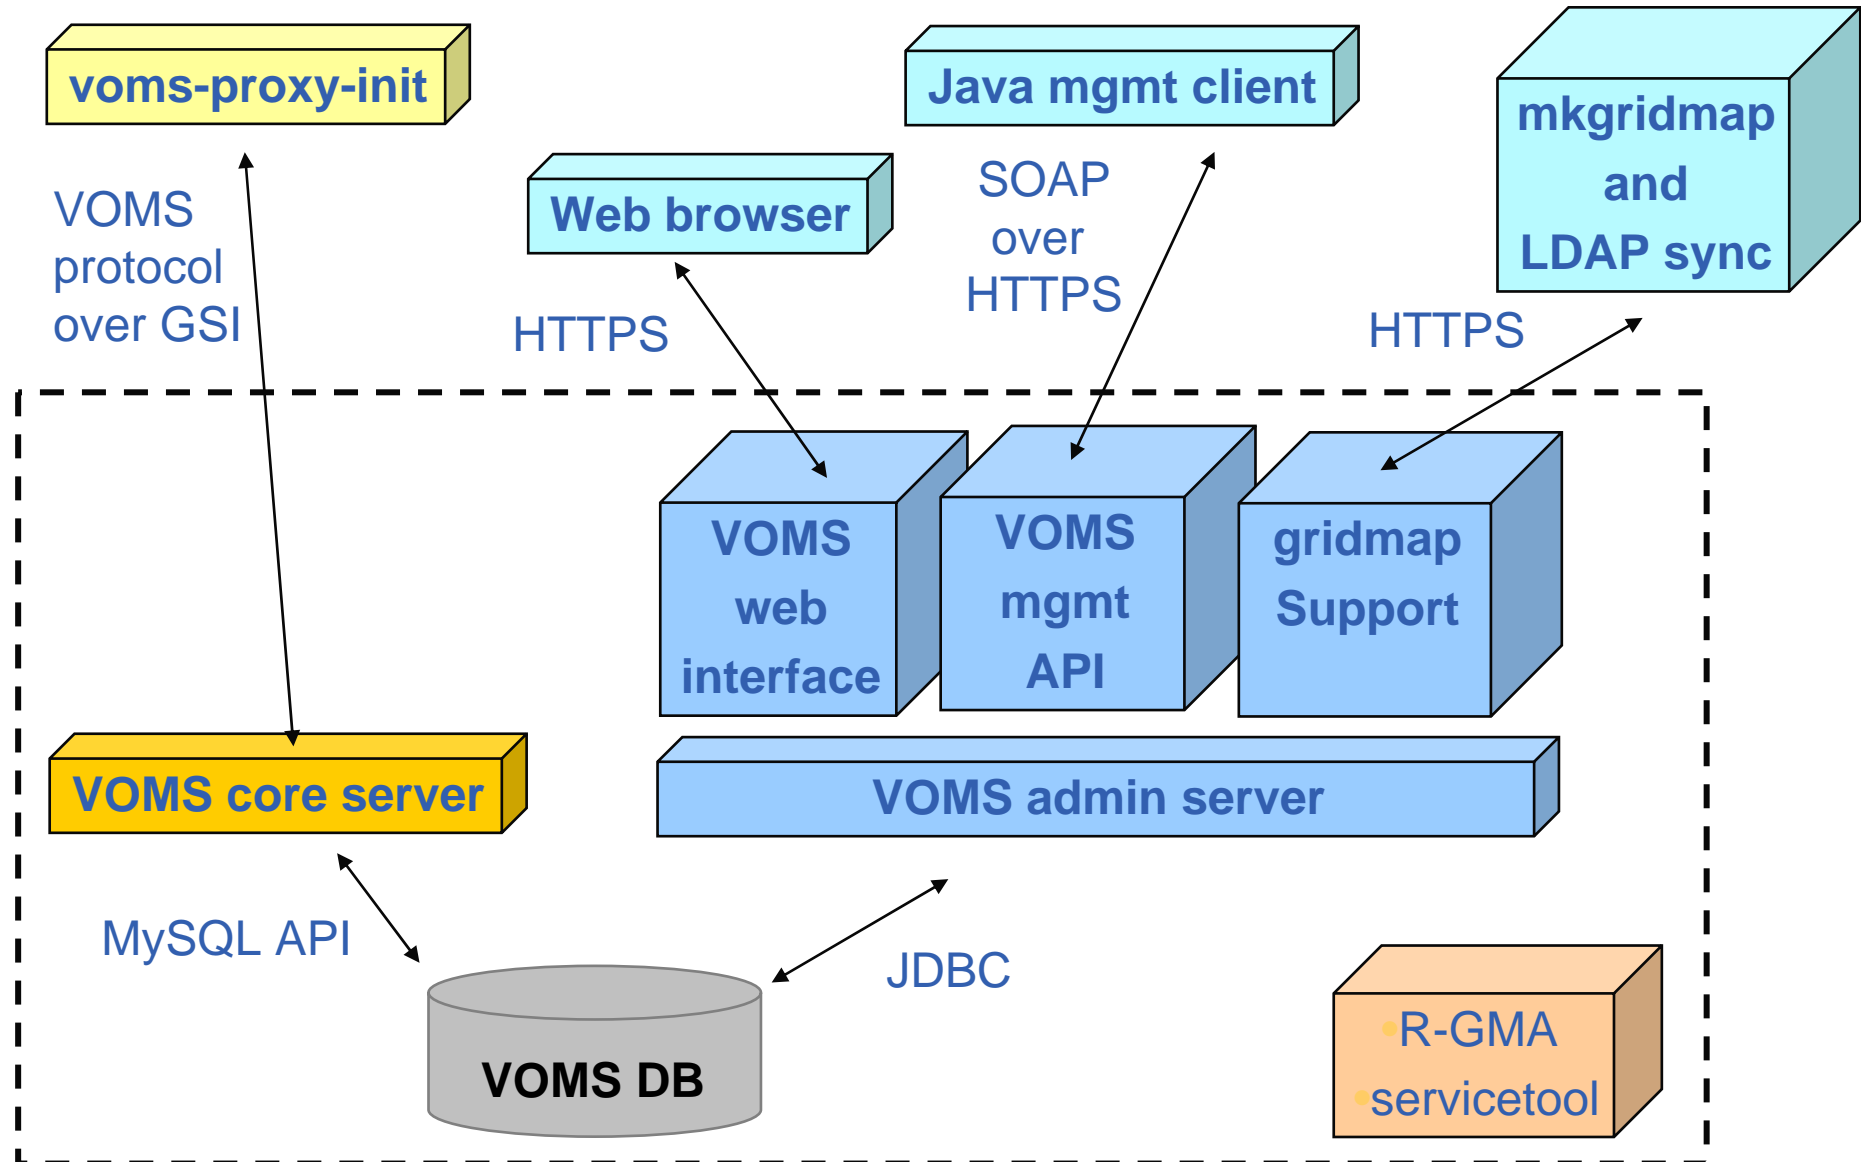 voms-proxy-init
Java mgmt client
mkgridmap
and
LDAP sync
Web browser
VOMS
protocol
over GSI
HTTPS
SOAP
over
HTTPS
HTTPS
VOMS
web
interface
VOMS
mgmt
API
gridmap
Support
VOMS core server
VOMS admin server
MySQL API
JDBC
VOMS DB
•R-GMA
•servicetool